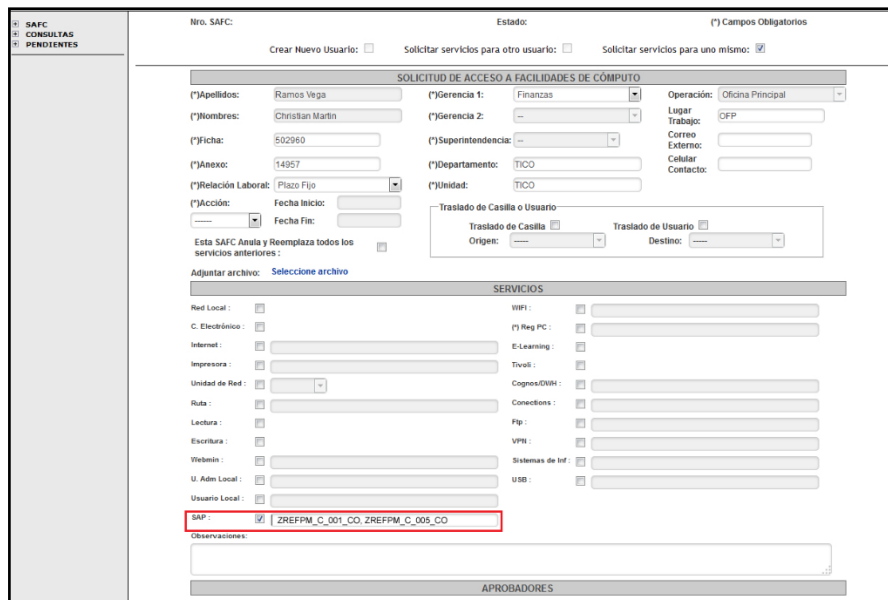 SAFC
CONSULTAS
PENDIENTES
Nro. SAFC: Estado: (*) Campos Obligatorios
Crear Nuevo Usuario: Solicitar servicios para otro usuario: Solicitar servicios para uno mismo:
SOLICITUD DE ACCESO A FACILIDADES DE CÓMPUTO
(*)Apellidos: Ramos Vega (*)Gerencia 1: Finanzas Operación: Oficina Principal
(*)Nombres: Christian Martin (*)Gerencia 2: -- Lugar Trabajo: OFP
(*)Ficha: 502960 (*)Superintendencia: -- Correo Externo:
(*)Anexo: 14957 (*)Departamento: TICO Celular Contacto:
(*)Relación Laboral: Plazo Fijo (*)Unidad: TICO
(*)Acción: Fecha Inicio:
------ Fecha Fin:
Traslado de Casilla o Usuario
Traslado de Casilla Traslado de Usuario
Origen: ----- Destino: -----
Esta SAFC Anula y Reemplaza todos los
servicios anteriores :
Adjuntar archivo: Seleccione archivo
SERVICIOS
Red Local : WIFI :
C. Electrónico : (*) Reg PC :
Internet : E-Learning :
Impresora : Tivoli :
Unidad de Red : Cognos/DWH :
Ruta : Conections :
Lectura : Ftp :
Escritura : VPN :
Webmin : Sistemas de Inf :
U. Adm Local : USB :
Usuario Local :
SAP : ZREFPM_C_001_CO, ZREFPM_C_005_CO
Observaciones:
APROBADORES